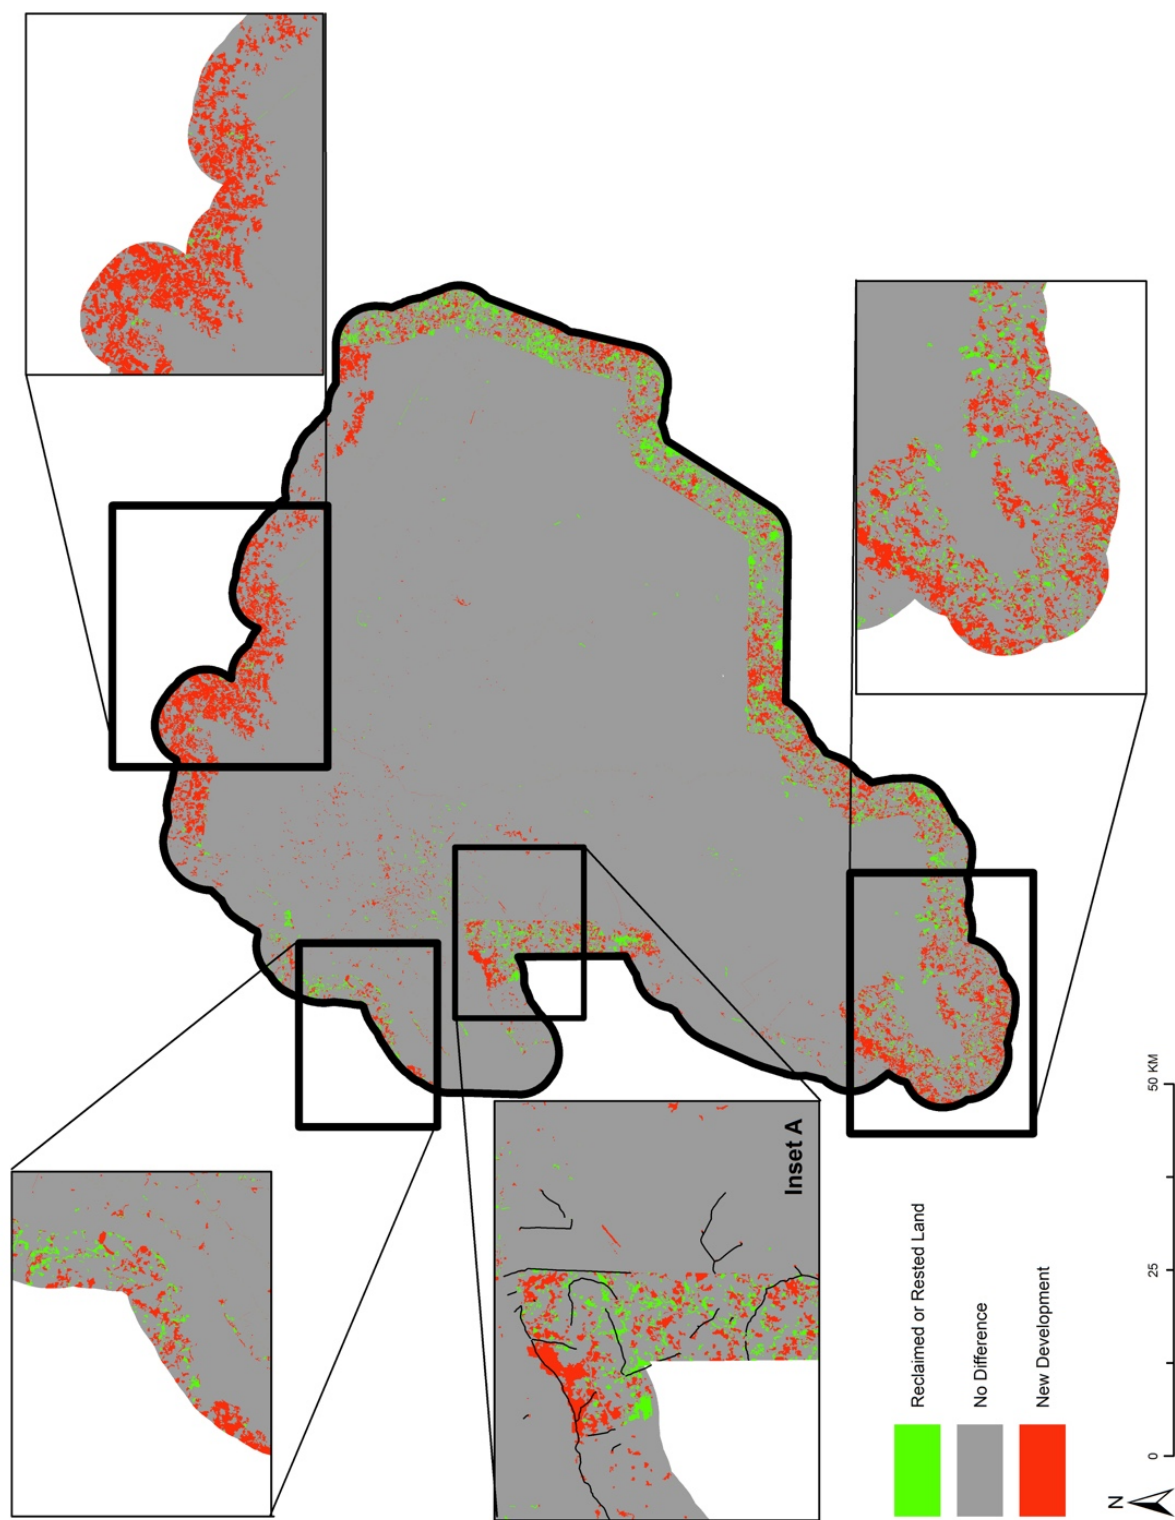 Inset A
Reclaimed or Rested Land
No Difference
New Development
N
0 25 50 KM